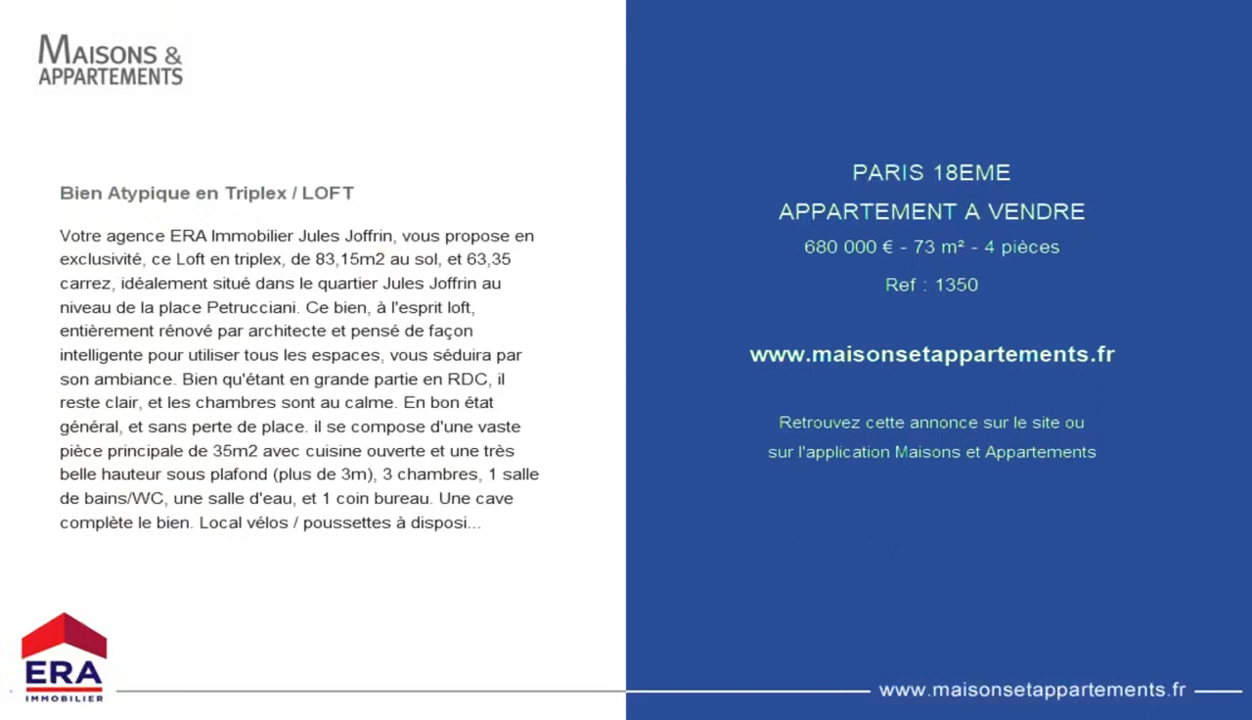 MAISONS &
APPARTEMENTS
Bien Atypique en Triplex / LOFT
Votre agence ERA Immobilier Jules Joffrin, vous propose en
exclusivité, ce Loft en triplex, de 83,15m2 au sol, et 63,35
carrez, idéalement situé dans le quartier Jules Joffrin au
niveau de la place Petrucciani. Ce bien, à l'esprit loft,
entièrement rénové par architecte et pensé de façon
intelligente pour utiliser tous les espaces, vous séduira par
son ambiance. Bien qu'étant en grande partie en RDC, il
reste clair, et les chambres sont au calme. En bon état
général, et sans perte de place. il se compose d'une vaste
pièce principale de 35m2 avec cuisine ouverte et une très
belle hauteur sous plafond (plus de 3m), 3 chambres, 1 salle
de bains/WC, une salle d'eau, et 1 coin bureau. Une cave
complète le bien. Local vélos / poussettes à disposi...
ERA
IMMOBILIER
PARIS 18EME
APPARTEMENT A VENDRE
680 000 € - 73 m² - 4 pièces
Ref : 1350
www.maisonsetappartements.fr
Retrouvez cette annonce sur le site ou
sur l'application Maisons et Appartements
www.maisonsetappartements.fr